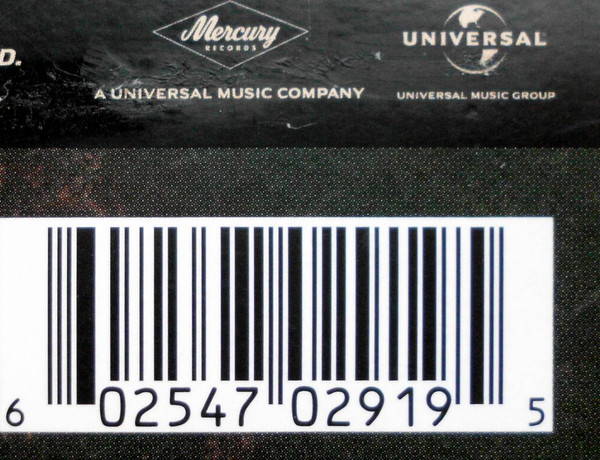 Mercury
RECORDS
UNIVERSAL
D.
A UNIVERSAL MUSIC COMPANY
UNIVERSAL MUSIC GROUP
6 02547 02919 5